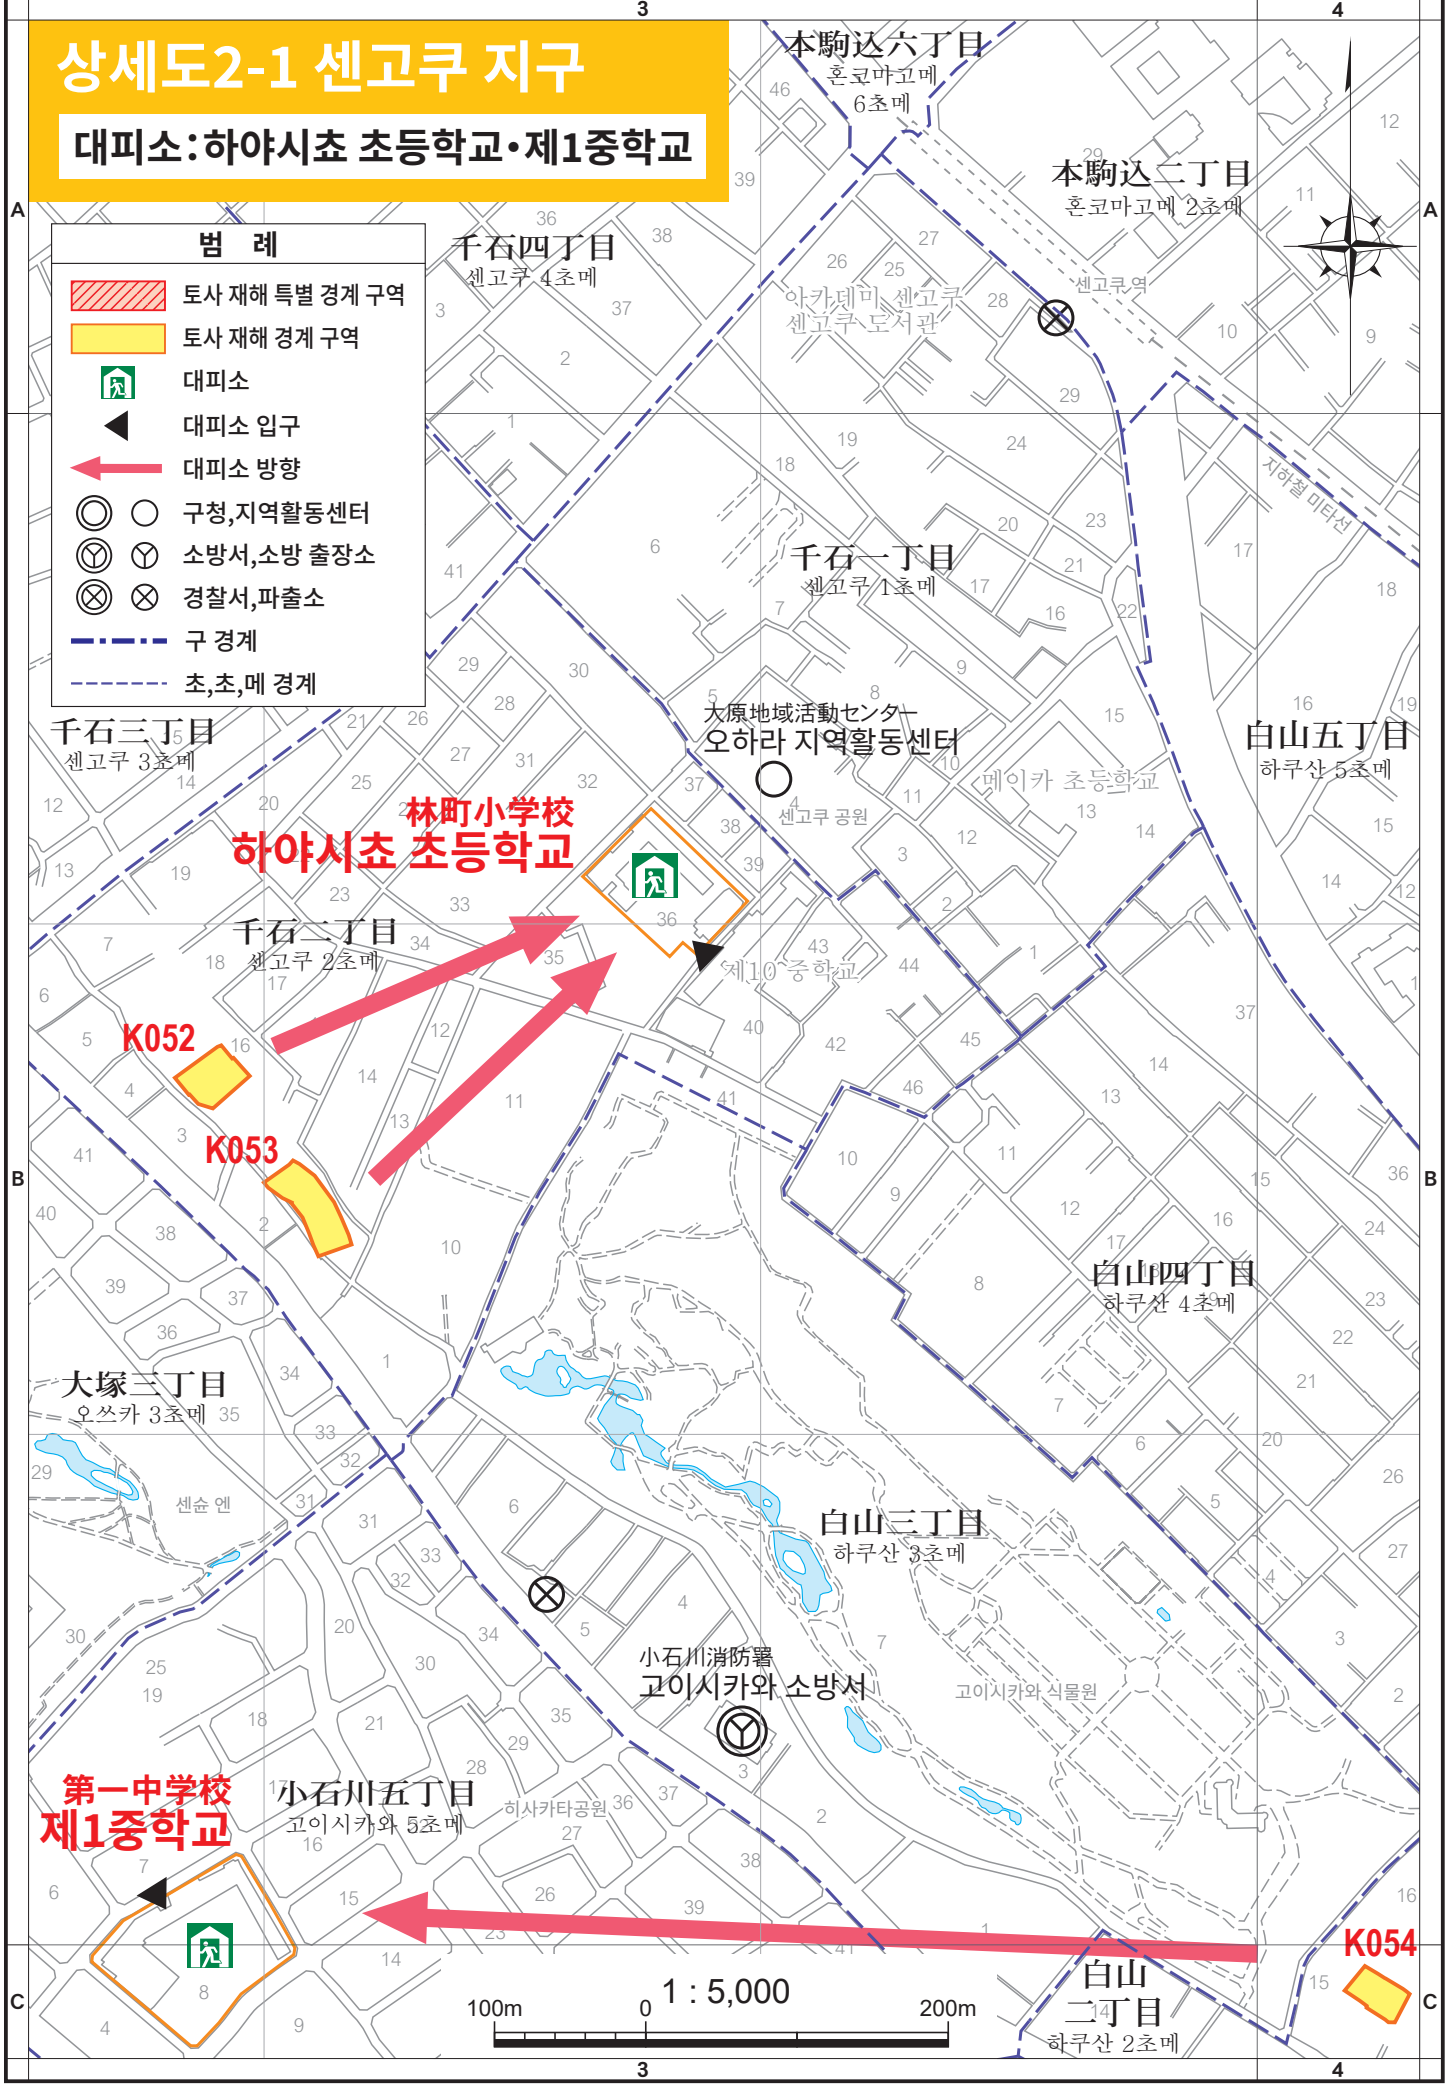 3
4
상세도2-1 센고쿠 지구
대피소:하야시쵸 초등학교・제1중학교
A
A
범 례
토사 재해 특별 경계 구역
토사 재해 경계 구역
대피소
대피소 입구
대피소 방향
구청,지역활동센터
소방서,소방 출장소
경찰서,파출소
구 경계
초,초,메 경계
本駒込六丁目
혼코마고메
6초메
本駒込二丁目
혼코마고메 2초메
千石四丁目
센고쿠 4초메
아카데미 센고쿠
센고쿠 도서관
센고쿠 역
지하철 미타선
千石一丁目
센고쿠 1초메
大原地域活動センター
오하라 지역활동센터
센고쿠 공원
메이카 초등학교
白山五丁目
하쿠산 5초메
千石三丁目
센고쿠 3초메
林町小学校
하야시쵸 초등학교
千石二丁目
센고쿠 2초메
제10 중학교
K052
K053
B
B
白山四丁目
하쿠산 4초메
大塚三丁目
오쓰카 3초메
센슌 엔
白山三丁目
하쿠산 3초메
小石川消防署
고이시카와 소방서
고이시카와 식물원
第一中学校
제1중학교
小石川五丁目
고이시카와 5초메
히사카타공원
K054
白山
二丁目
하쿠산 2초메
C
C
1 : 5,000
100m
0
200m
3
4